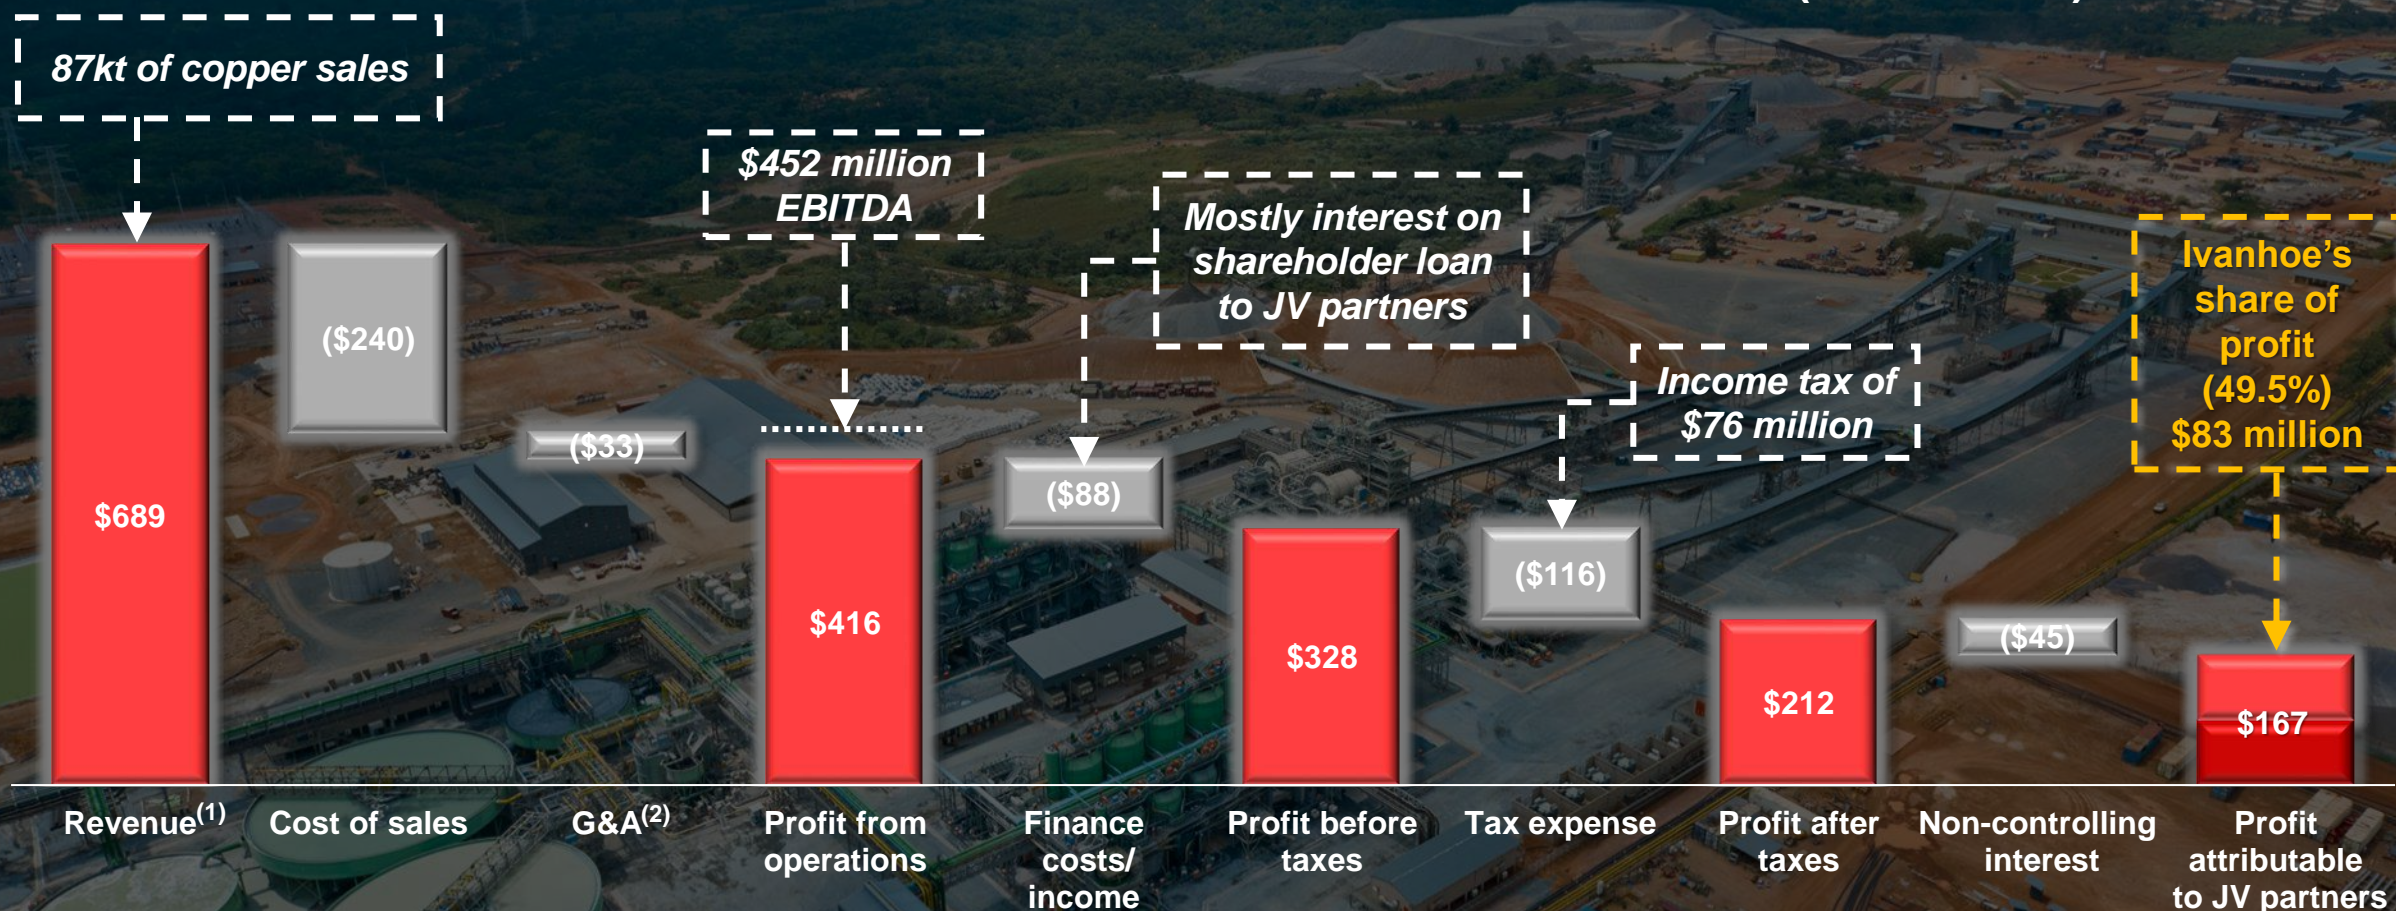 87kt of copper sales
$452 million
EBITDA
Mostly interest on
shareholder loan
to JV partners
Income tax of
$76 million
Ivanhoe’s
share of
profit
(49.5%)
$83 million
$689
($240)
($33)
$416
($88)
$328
($116)
$212
($45)
$167
Revenue(1)
Cost of sales
G&A(2)
Profit from
operations
Finance
costs/
income
Profit before
taxes
Tax expense
Profit after
taxes
Non-controlling
interest
Profit
attributable
to JV partners